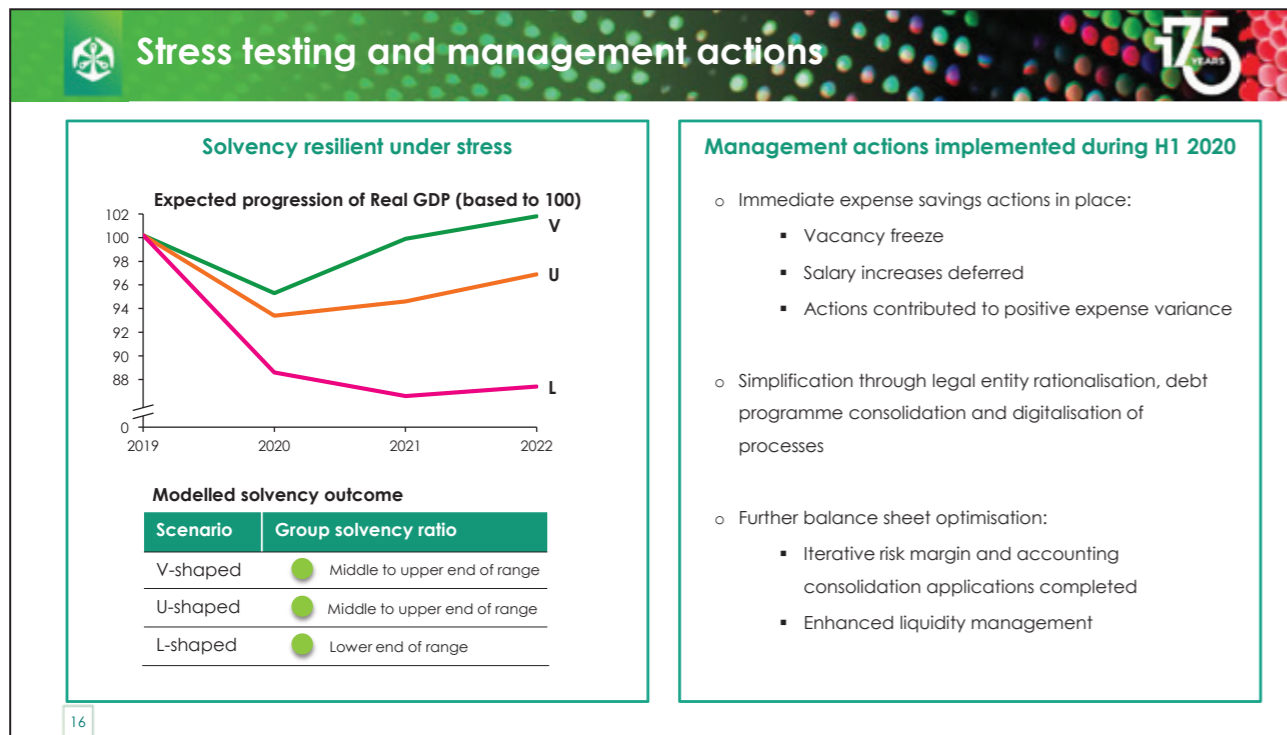 Stress testing and management actions
175
YEARS
Solvency resilient under stress
Expected progression of Real GDP (based to 100)
102
100
98
96
94
92
90
88
0
2019
2020
2021
2022
V
U
L
Modelled solvency outcome
Scenario
Group solvency ratio
V-shaped
Middle to upper end of range
U-shaped
Middle to upper end of range
L-shaped
Lower end of range
Management actions implemented during H1 2020
Immediate expense savings actions in place:
Vacancy freeze
Salary increases deferred
Actions contributed to positive expense variance
Simplification through legal entity rationalisation, debt
programme consolidation and digitalisation of
processes
Further balance sheet optimisation:
Iterative risk margin and accounting
consolidation applications completed
Enhanced liquidity management
16